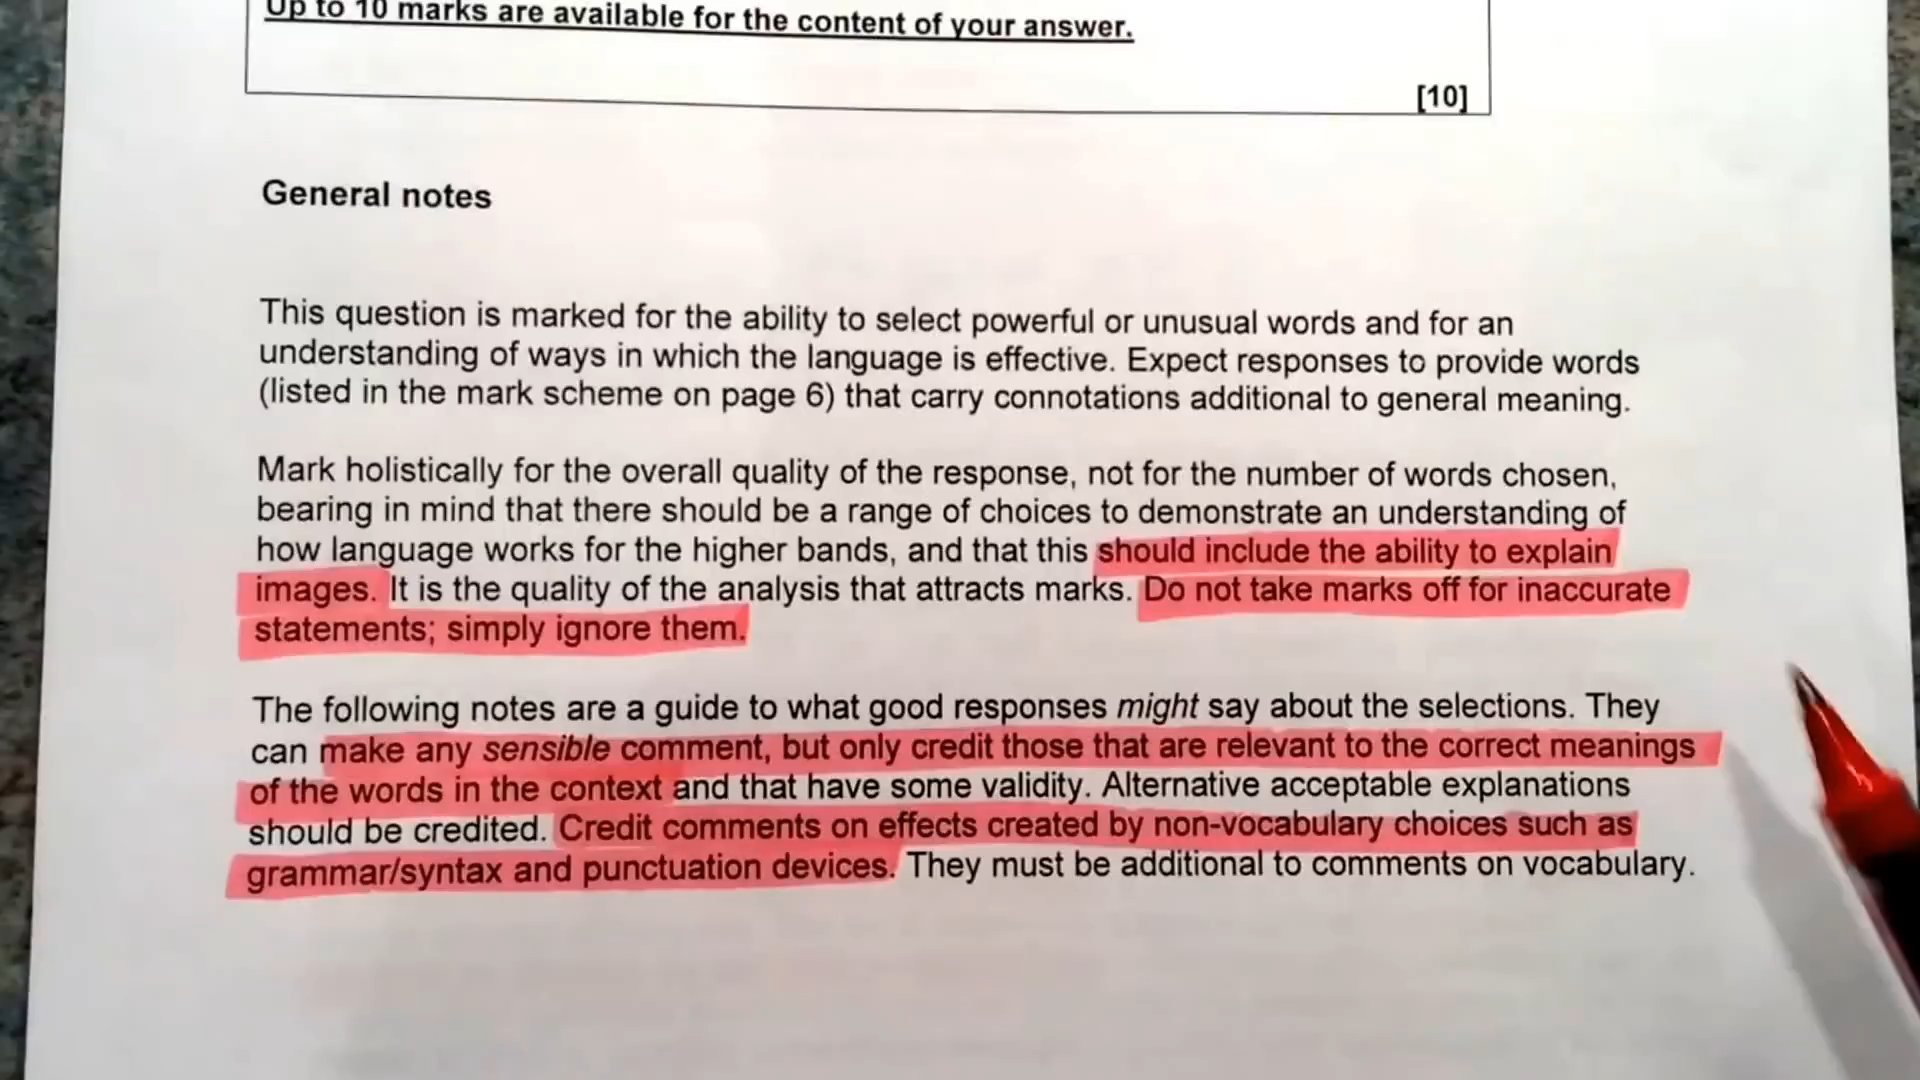 Up to 10 marks are available for the content of your answer.
[10]
General notes
This question is marked for the ability to select powerful or unusual words and for an
understanding of ways in which the language is effective. Expect responses to provide words
(listed in the mark scheme on page 6) that carry connotations additional to general meaning.
Mark holistically for the overall quality of the response, not for the number of words chosen,
bearing in mind that there should be a range of choices to demonstrate an understanding of
how language works for the higher bands, and that this should include the ability to explain
images. It is the quality of the analysis that attracts marks. Do not take marks off for inaccurate
statements; simply ignore them.
The following notes are a guide to what good responses might say about the selections. They
can make any sensible comment, but only credit those that are relevant to the correct meanings
of the words in the context and that have some validity. Alternative acceptable explanations
should be credited. Credit comments on effects created by non-vocabulary choices such as
grammar/syntax and punctuation devices. They must be additional to comments on vocabulary.